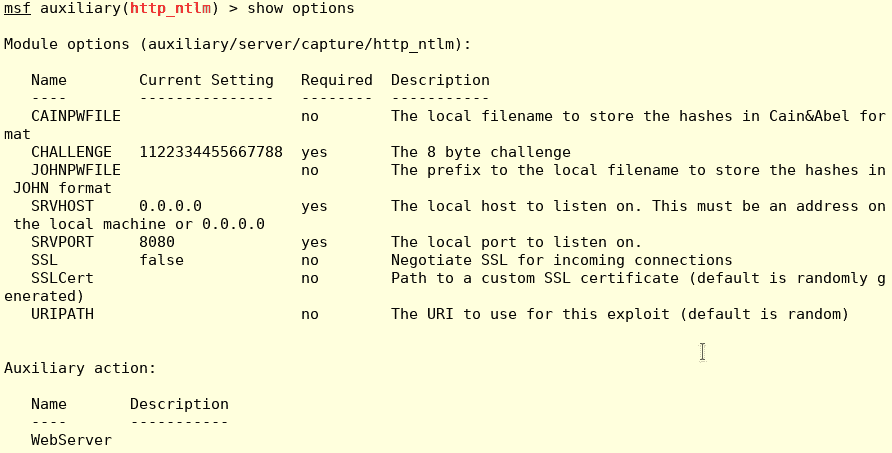 msf auxiliary(http_ntlm) > show options
Module options (auxiliary/server/capture/http_ntlm):
   Name        Current Setting   Required  Description
   ----        ---------------   --------  -----------
   CAINPWFILE                    no        The local filename to store the hashes in Cain&Abel for
mat
   CHALLENGE   1122334455667788  yes       The 8 byte challenge
   JOHNPWFILE                    no        The prefix to the local filename to store the hashes in
 JOHN format
   SRVHOST     0.0.0.0           yes       The local host to listen on. This must be an address on
 the local machine or 0.0.0.0
   SRVPORT     8080              yes       The local port to listen on.
   SSL         false             no        Negotiate SSL for incoming connections
   SSLCert                       no        Path to a custom SSL certificate (default is randomly g
enerated)
   URIPATH                       no        The URI to use for this exploit (default is random)
Auxiliary action:
   Name       Description
   ----       -----------
   WebServer